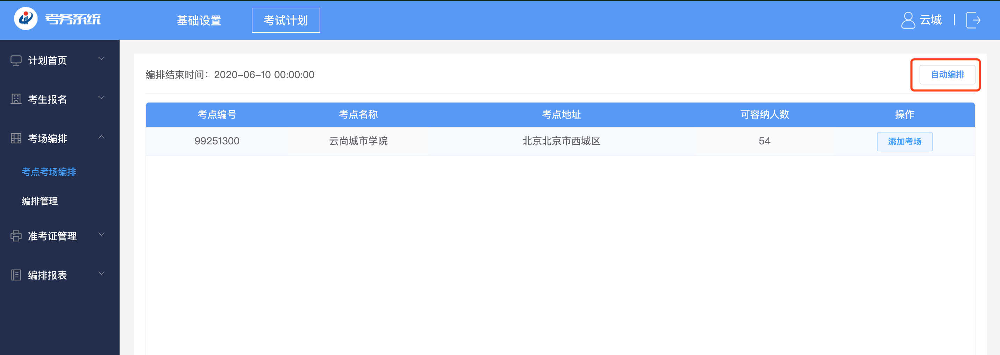 考务系统
基础设置
考试计划
云城
计划首页
考生报名
考场编排
考点考场编排
编排管理
准考证管理
编排报表
编排结束时间：2020-06-10 00:00:00
自动编排
考点编号 考点名称 考点地址 可容纳人数 操作
99251300 云尚城市学院 北京北京市西城区 54 添加考场